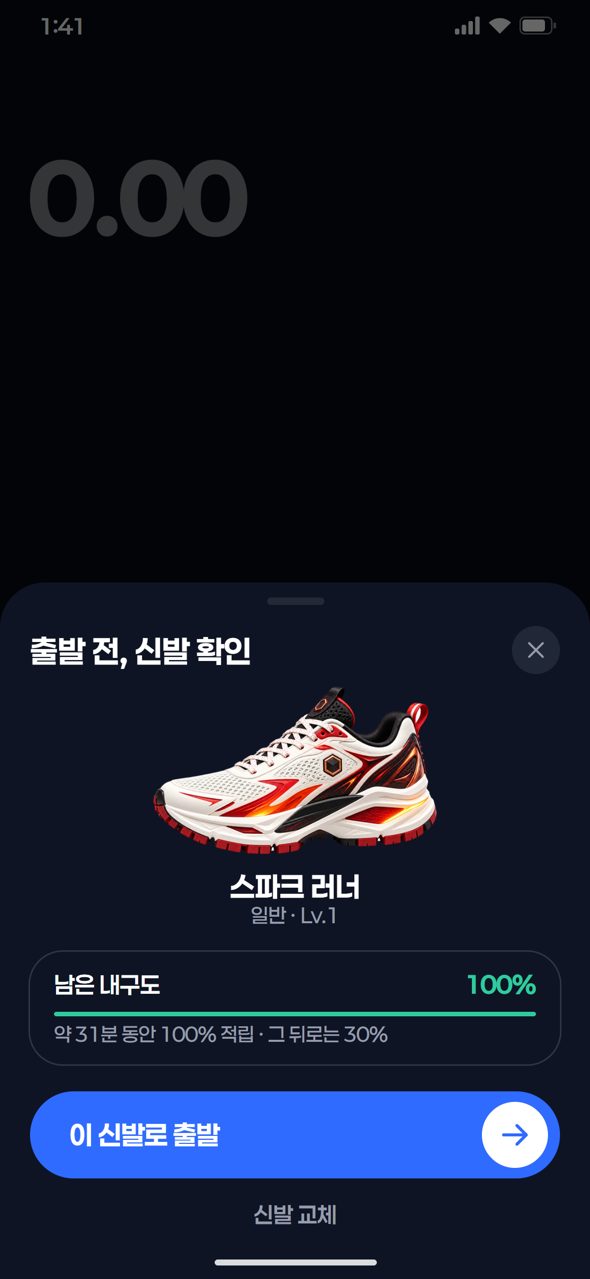 1:41
0.00
출발 전, 신발 확인
스파크 러너
일반 · Lv.1
남은 내구도 100%
약 31분 동안 100% 적립 · 그 뒤로는 30%
이 신발로 출발
신발 교체